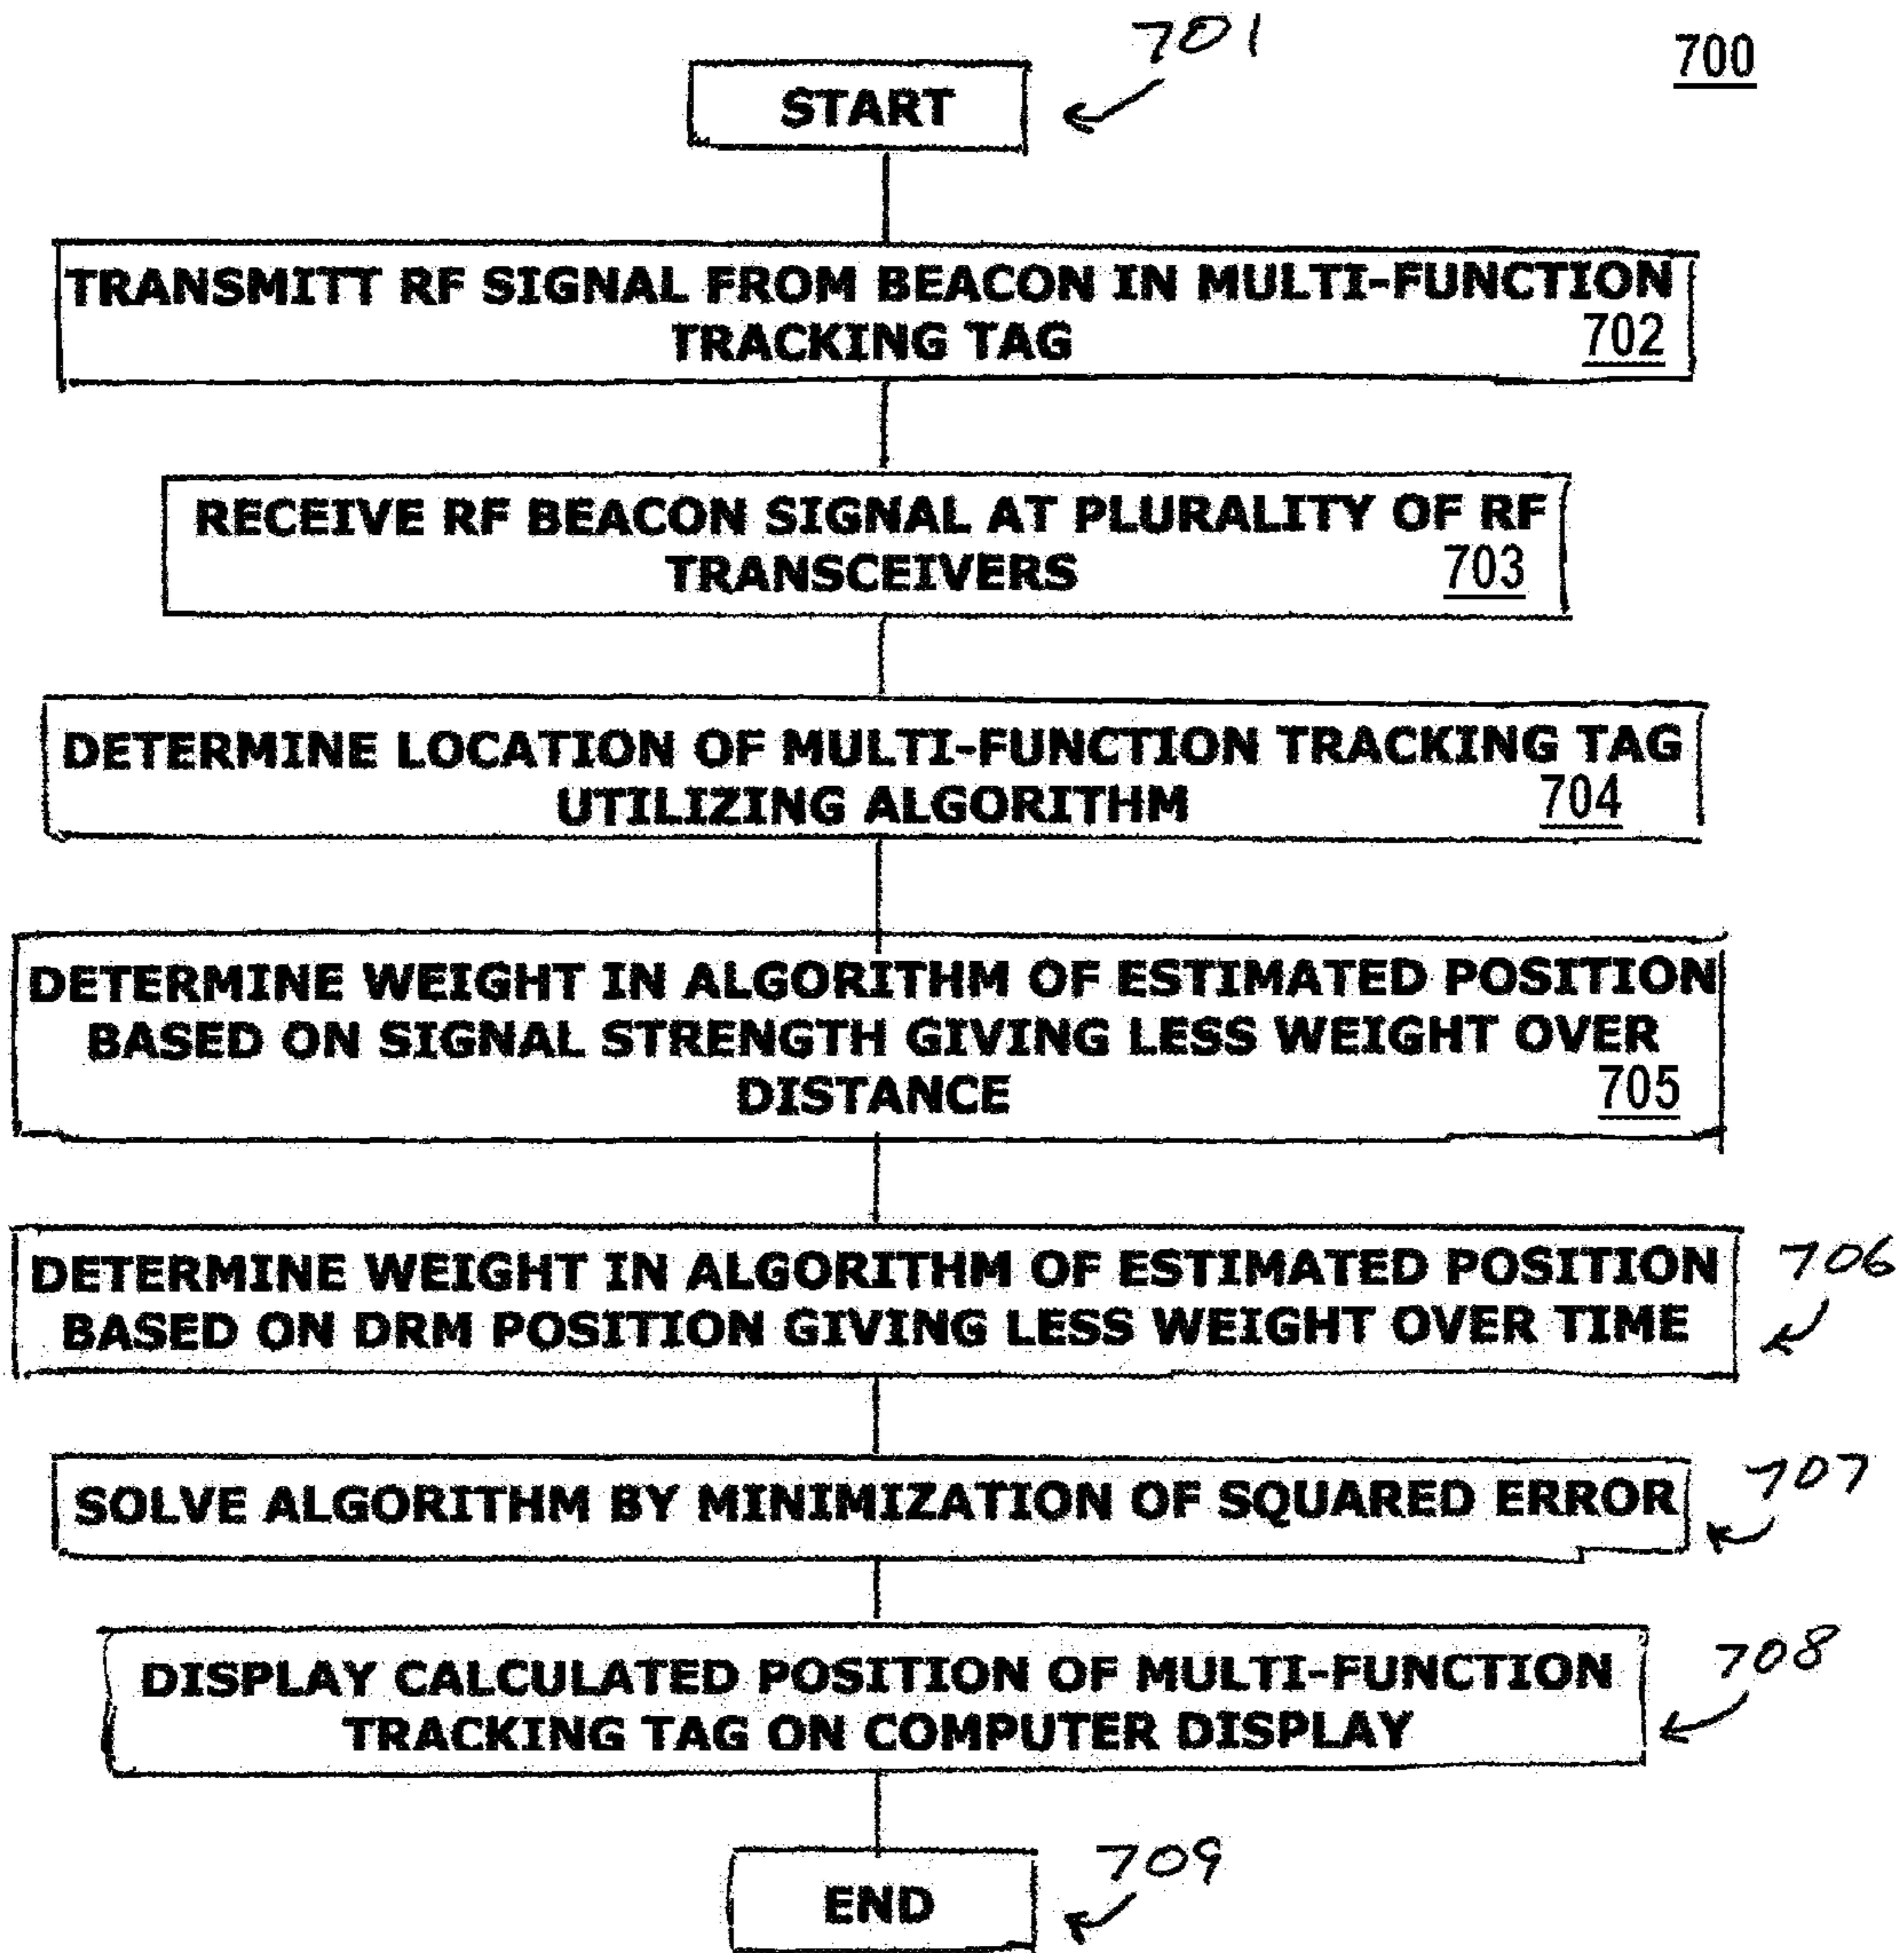 701
700
START
TRANSMITT RF SIGNAL FROM BEACON IN MULTI-FUNCTION
TRACKING TAG 702
RECEIVE RF BEACON SIGNAL AT PLURALITY OF RF
TRANSCEIVERS 703
DETERMINE LOCATION OF MULTI-FUNCTION TRACKING TAG
UTILIZING ALGORITHM 704
DETERMINE WEIGHT IN ALGORITHM OF ESTIMATED POSITION
BASED ON SIGNAL STRENGTH GIVING LESS WEIGHT OVER
DISTANCE 705
DETERMINE WEIGHT IN ALGORITHM OF ESTIMATED POSITION
BASED ON DRM POSITION GIVING LESS WEIGHT OVER TIME
706
SOLVE ALGORITHM BY MINIMIZATION OF SQUARED ERROR
707
DISPLAY CALCULATED POSITION OF MULTI-FUNCTION
TRACKING TAG ON COMPUTER DISPLAY
708
END
709